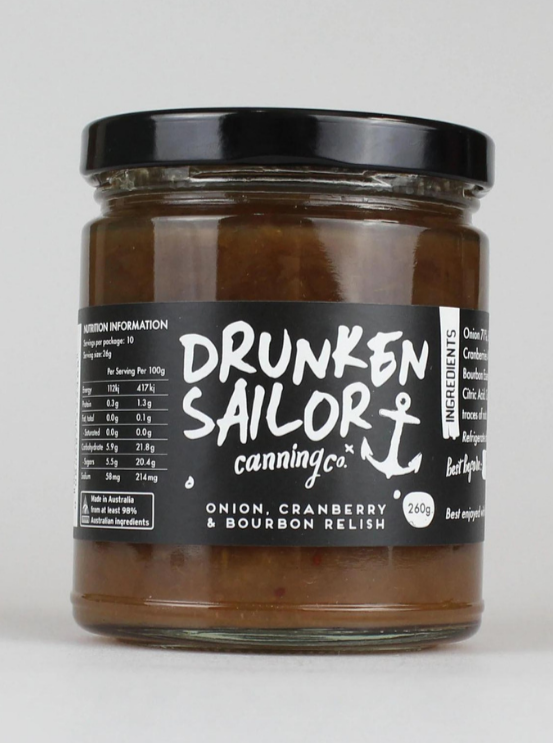 NUTRITION INFORMATION
Servings per package: 10
Serving size: 26g
Per Serving Per 100g
Energy 112kj 417kj
Protein 0.3g 1.3g
Fat total 0.0g 0.1g
Saturated 0.0g 0.0g
Carbohydrate 5.9g 21.8g
Sugars 5.5g 20.4g
Sodium 58mg 214mg
Made in Australia
from at least 98%
Australian ingredients
DRUNKEN
SAILOR
canning co.
ONION, CRANBERRY
& BOURBON RELISH
260g
INGREDIENTS
Onion 71%
Cranberries
Bourbon
Citric Acid
traces of
Refrigerate
Best Before:
Best enjoyed